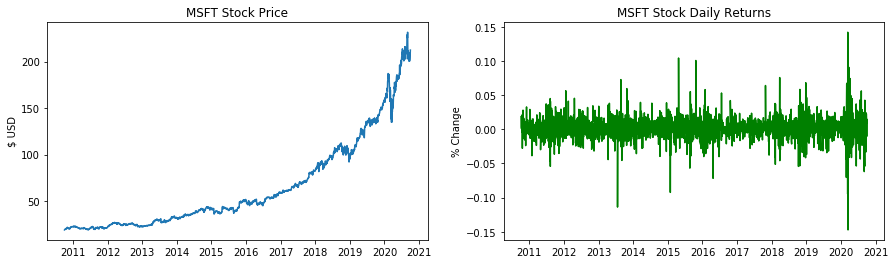 MSFT Stock Price
$ USD
200
150
100
50
2011 2012 2013 2014 2015 2016 2017 2018 2019 2020 2021
MSFT Stock Daily Returns
% Change
0.15
0.10
0.05
0.00
−0.05
−0.10
−0.15
2011 2012 2013 2014 2015 2016 2017 2018 2019 2020 2021